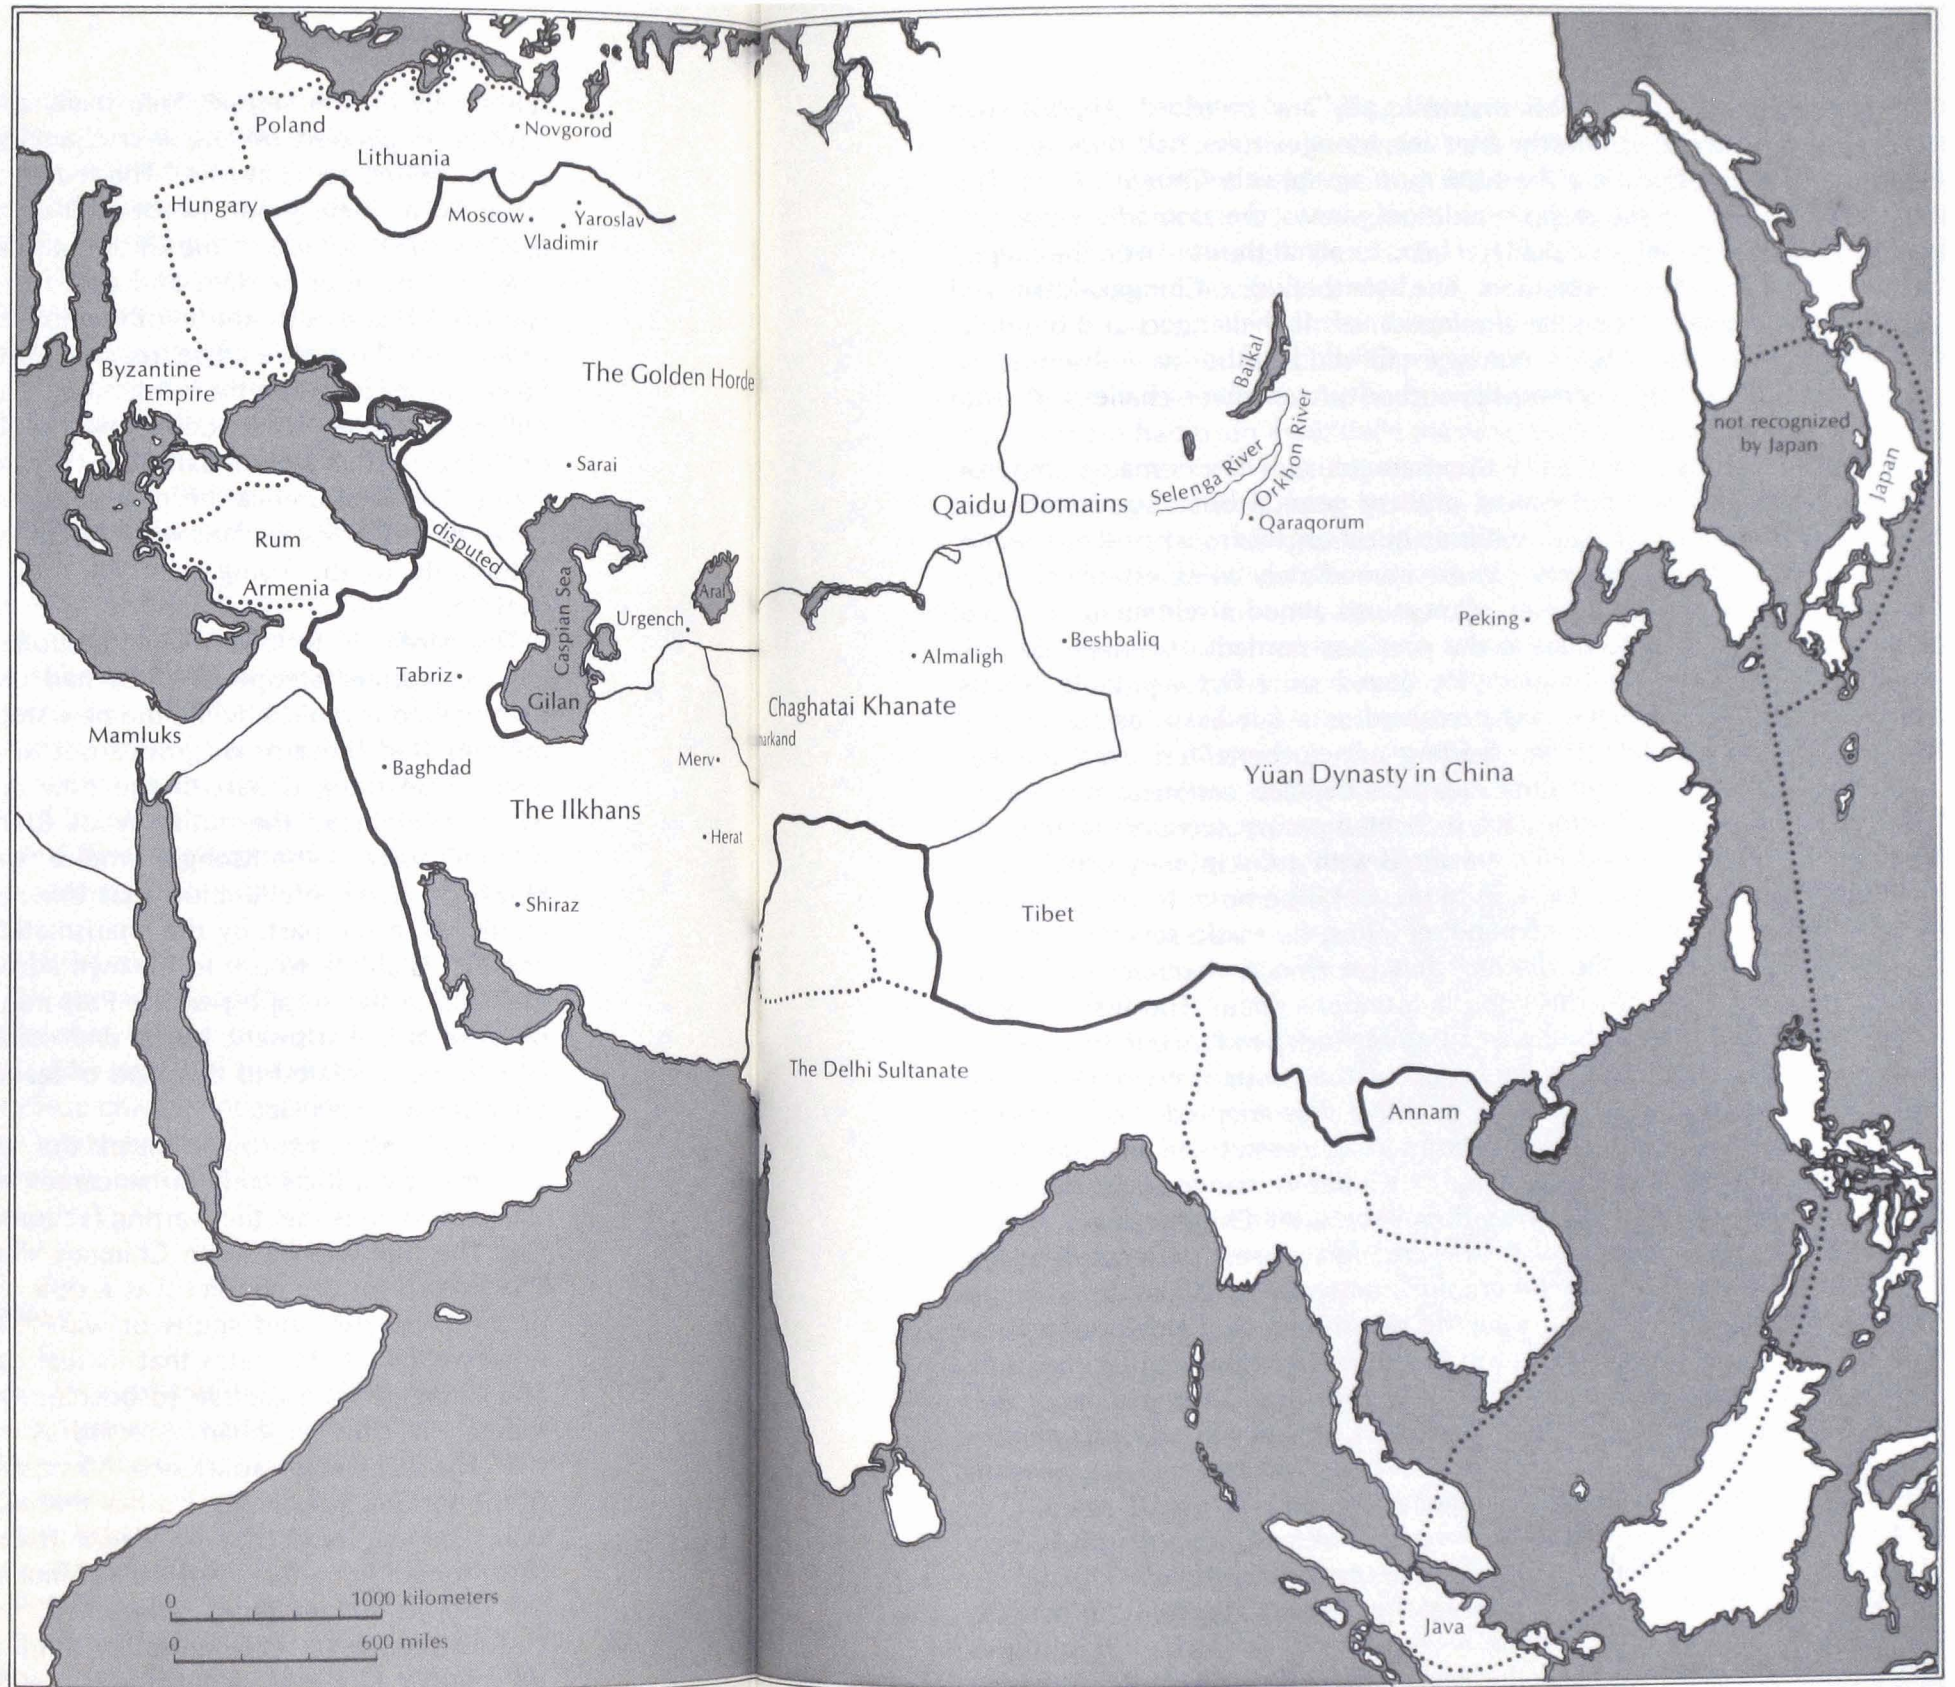 Poland
Novgorod
Lithuania
Hungary
Moscow
Yaroslav
Vladimir
Byzantine
Empire
The Golden Horde
Baikal
not recognized
by Japan
Japan
Sarai
Qaidu Domains
Selenga River
Orkhon River
Qaraqorum
disputed
Rum
Armenia
Caspian Sea
Aral
Urgench
Peking
Beshbaliq
Almaligh
Tabriz
Gilan
Chaghatai Khanate
Mamluks
markand
Merv
Baghdad
Yüan Dynasty in China
The Ilkhans
Herat
Shiraz
Tibet
The Delhi Sultanate
Annam
0 1000 kilometers
0 600 miles
Java